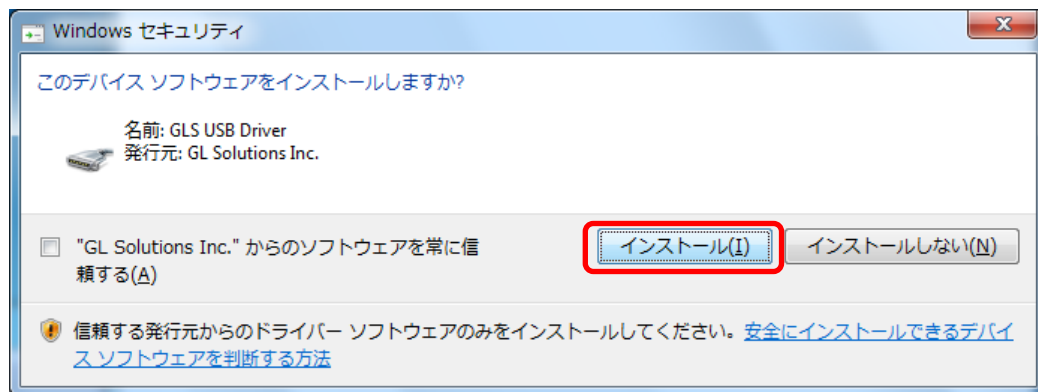 Windows セキュリティ
このデバイス ソフトウェアをインストールしますか?
名前: GLS USB Driver
発行元: GL Solutions Inc.
"GL Solutions Inc." からのソフトウェアを常に信
頼する(A)
インストール(I)
インストールしない(N)
信頼する発行元からのドライバー ソフトウェアのみをインストールしてください。安全にインストールできるデバイ
ス ソフトウェアを判断する方法